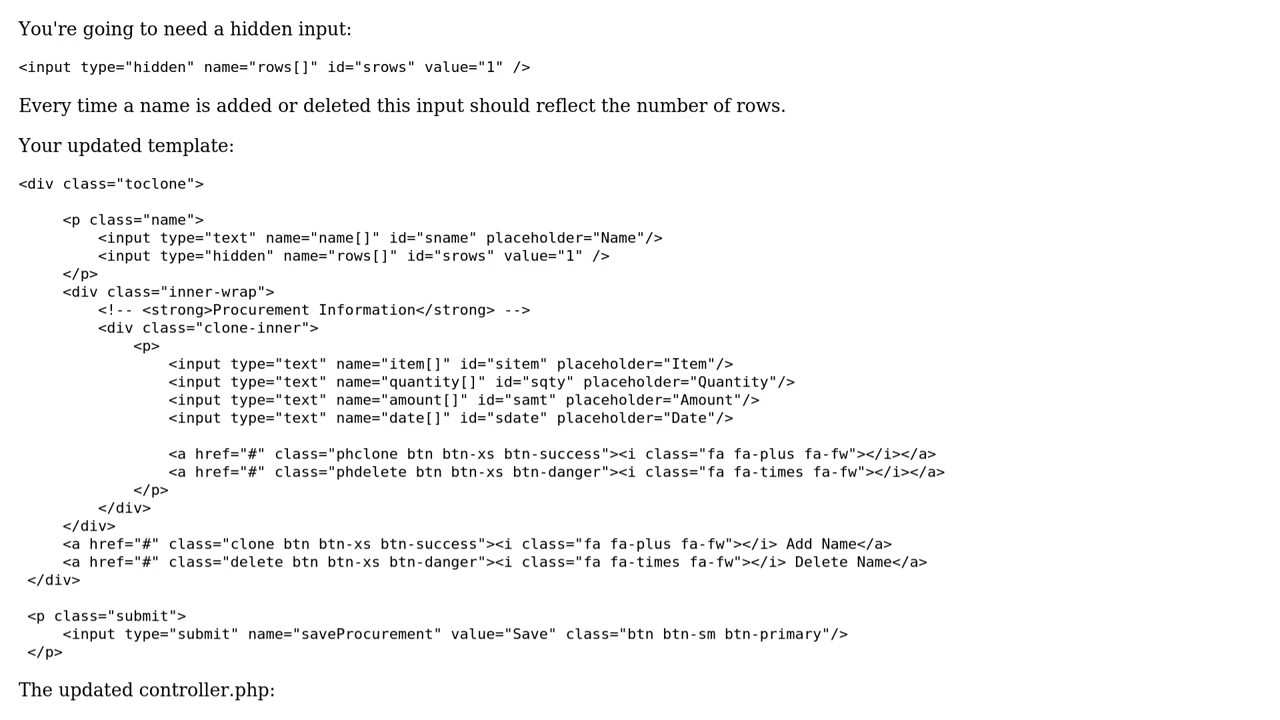 You're going to need a hidden input:
<input type="hidden" name="rows[]" id="srows" value="1" />
Every time a name is added or deleted this input should reflect the number of rows.
Your updated template:
<div class="toclone">
<p class="name">
<input type="text" name="name[]" id="sname" placeholder="Name"/>
<input type="hidden" name="rows[]" id="srows" value="1" />
</p>
<div class="inner-wrap">
<!-- <strong>Procurement Information</strong> -->
<div class="clone-inner">
<p>
<input type="text" name="item[]" id="sitem" placeholder="Item"/>
<input type="text" name="quantity[]" id="sqty" placeholder="Quantity"/>
<input type="text" name="amount[]" id="samt" placeholder="Amount"/>
<input type="text" name="date[]" id="sdate" placeholder="Date"/>
<a href="#" class="phclone btn btn-xs btn-success"><i class="fa fa-plus fa-fw"></i></a>
<a href="#" class="phdelete btn btn-xs btn-danger"><i class="fa fa-times fa-fw"></i></a>
</p>
</div>
</div>
<a href="#" class="clone btn btn-xs btn-success"><i class="fa fa-plus fa-fw"></i> Add Name</a>
<a href="#" class="delete btn btn-xs btn-danger"><i class="fa fa-times fa-fw"></i> Delete Name</a>
</div>
<p class="submit">
<input type="submit" name="saveProcurement" value="Save" class="btn btn-sm btn-primary"/>
</p>
The updated controller.php: